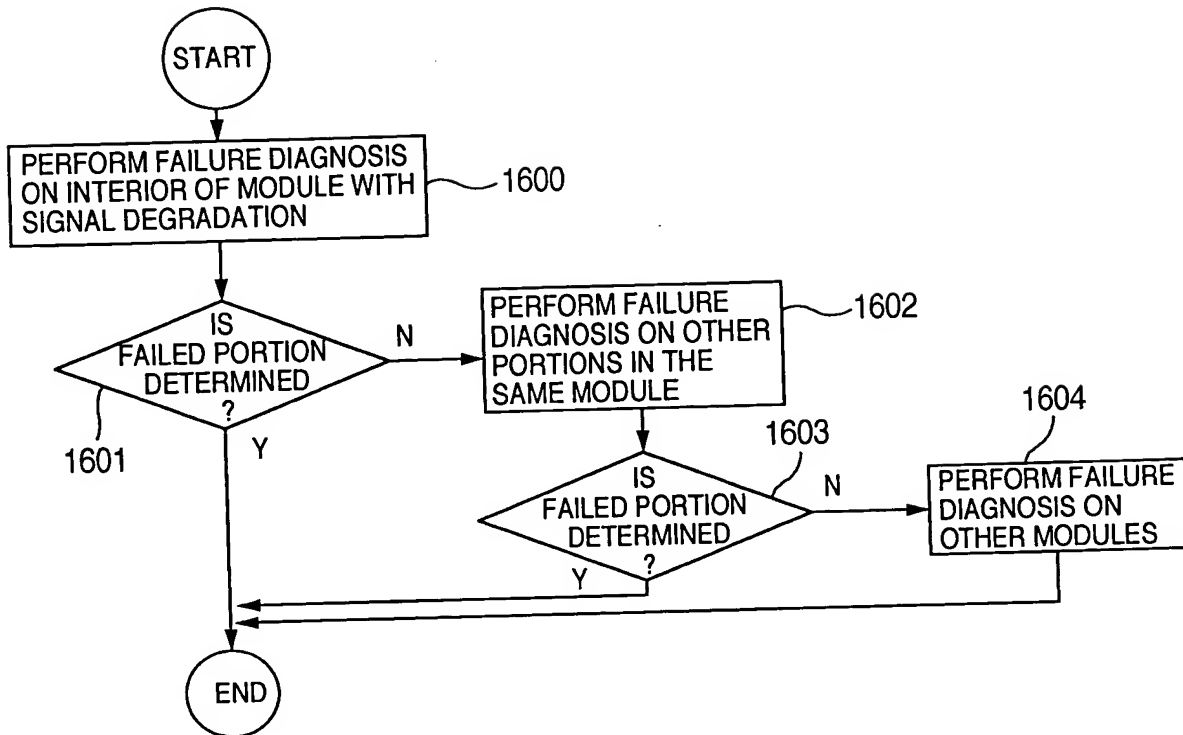 START
PERFORM FAILURE DIAGNOSIS
ON INTERIOR OF MODULE WITH
SIGNAL DEGRADATION
1600
IS
FAILED PORTION
DETERMINED
?
N
Y
1601
PERFORM FAILURE
DIAGNOSIS ON OTHER
PORTIONS IN THE
SAME MODULE
1602
IS
FAILED PORTION
DETERMINED
?
1603
N
Y
1604
PERFORM FAILURE
DIAGNOSIS ON
OTHER MODULES
END